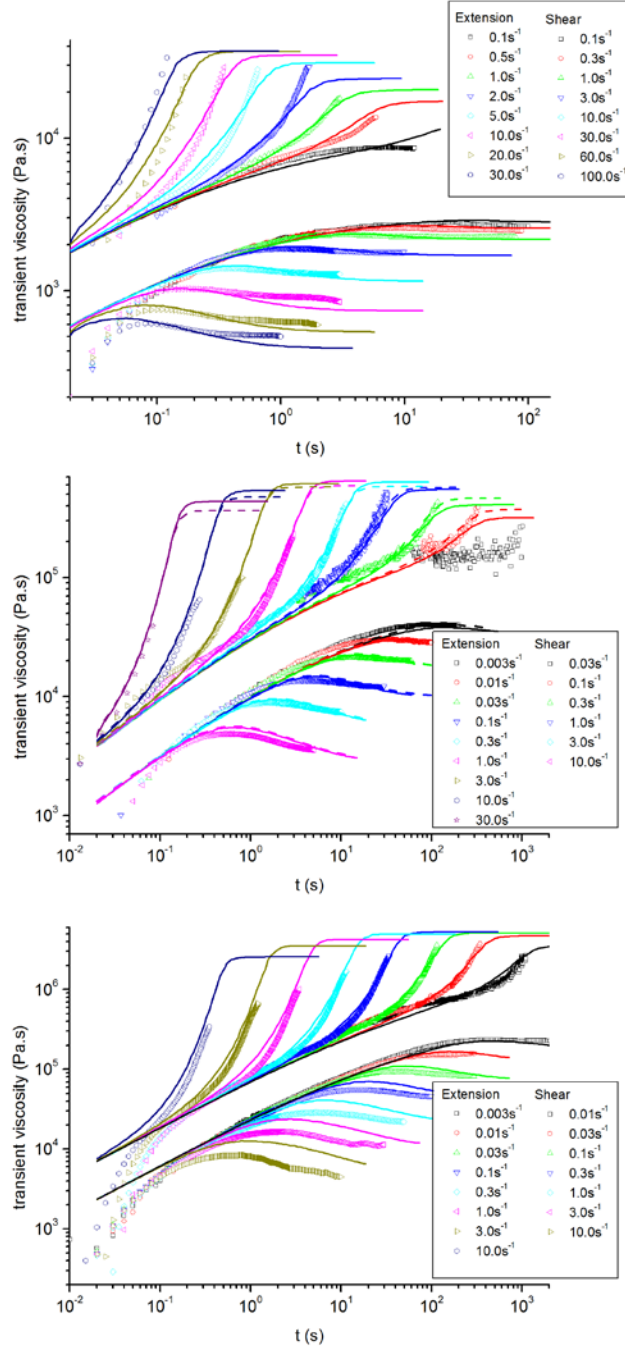 Extension Shear
0.1s⁻¹ 0.1s⁻¹
0.5s⁻¹ 0.3s⁻¹
1.0s⁻¹ 1.0s⁻¹
2.0s⁻¹ 3.0s⁻¹
5.0s⁻¹ 10.0s⁻¹
10.0s⁻¹ 30.0s⁻¹
20.0s⁻¹ 60.0s⁻¹
30.0s⁻¹ 100.0s⁻¹
transient viscosity (Pa.s)
10⁴
10³
10⁻¹ 10⁰ 10¹ 10²
t (s)
transient viscosity (Pa.s)
10⁵
10⁴
10³
Extension Shear
0.003s⁻¹ 0.03s⁻¹
0.01s⁻¹ 0.1s⁻¹
0.03s⁻¹ 0.3s⁻¹
0.1s⁻¹ 1.0s⁻¹
0.3s⁻¹ 3.0s⁻¹
1.0s⁻¹ 10.0s⁻¹
3.0s⁻¹
10.0s⁻¹
30.0s⁻¹
10⁻² 10⁻¹ 10⁰ 10¹ 10² 10³
t (s)
transient viscosity (Pa.s)
10⁶
10⁵
10⁴
10³
Extension Shear
0.003s⁻¹ 0.01s⁻¹
0.01s⁻¹ 0.03s⁻¹
0.03s⁻¹ 0.1s⁻¹
0.1s⁻¹ 0.3s⁻¹
0.3s⁻¹ 1.0s⁻¹
1.0s⁻¹ 3.0s⁻¹
3.0s⁻¹ 10.0s⁻¹
10.0s⁻¹
10⁻² 10⁻¹ 10⁰ 10¹ 10² 10³
t (s)